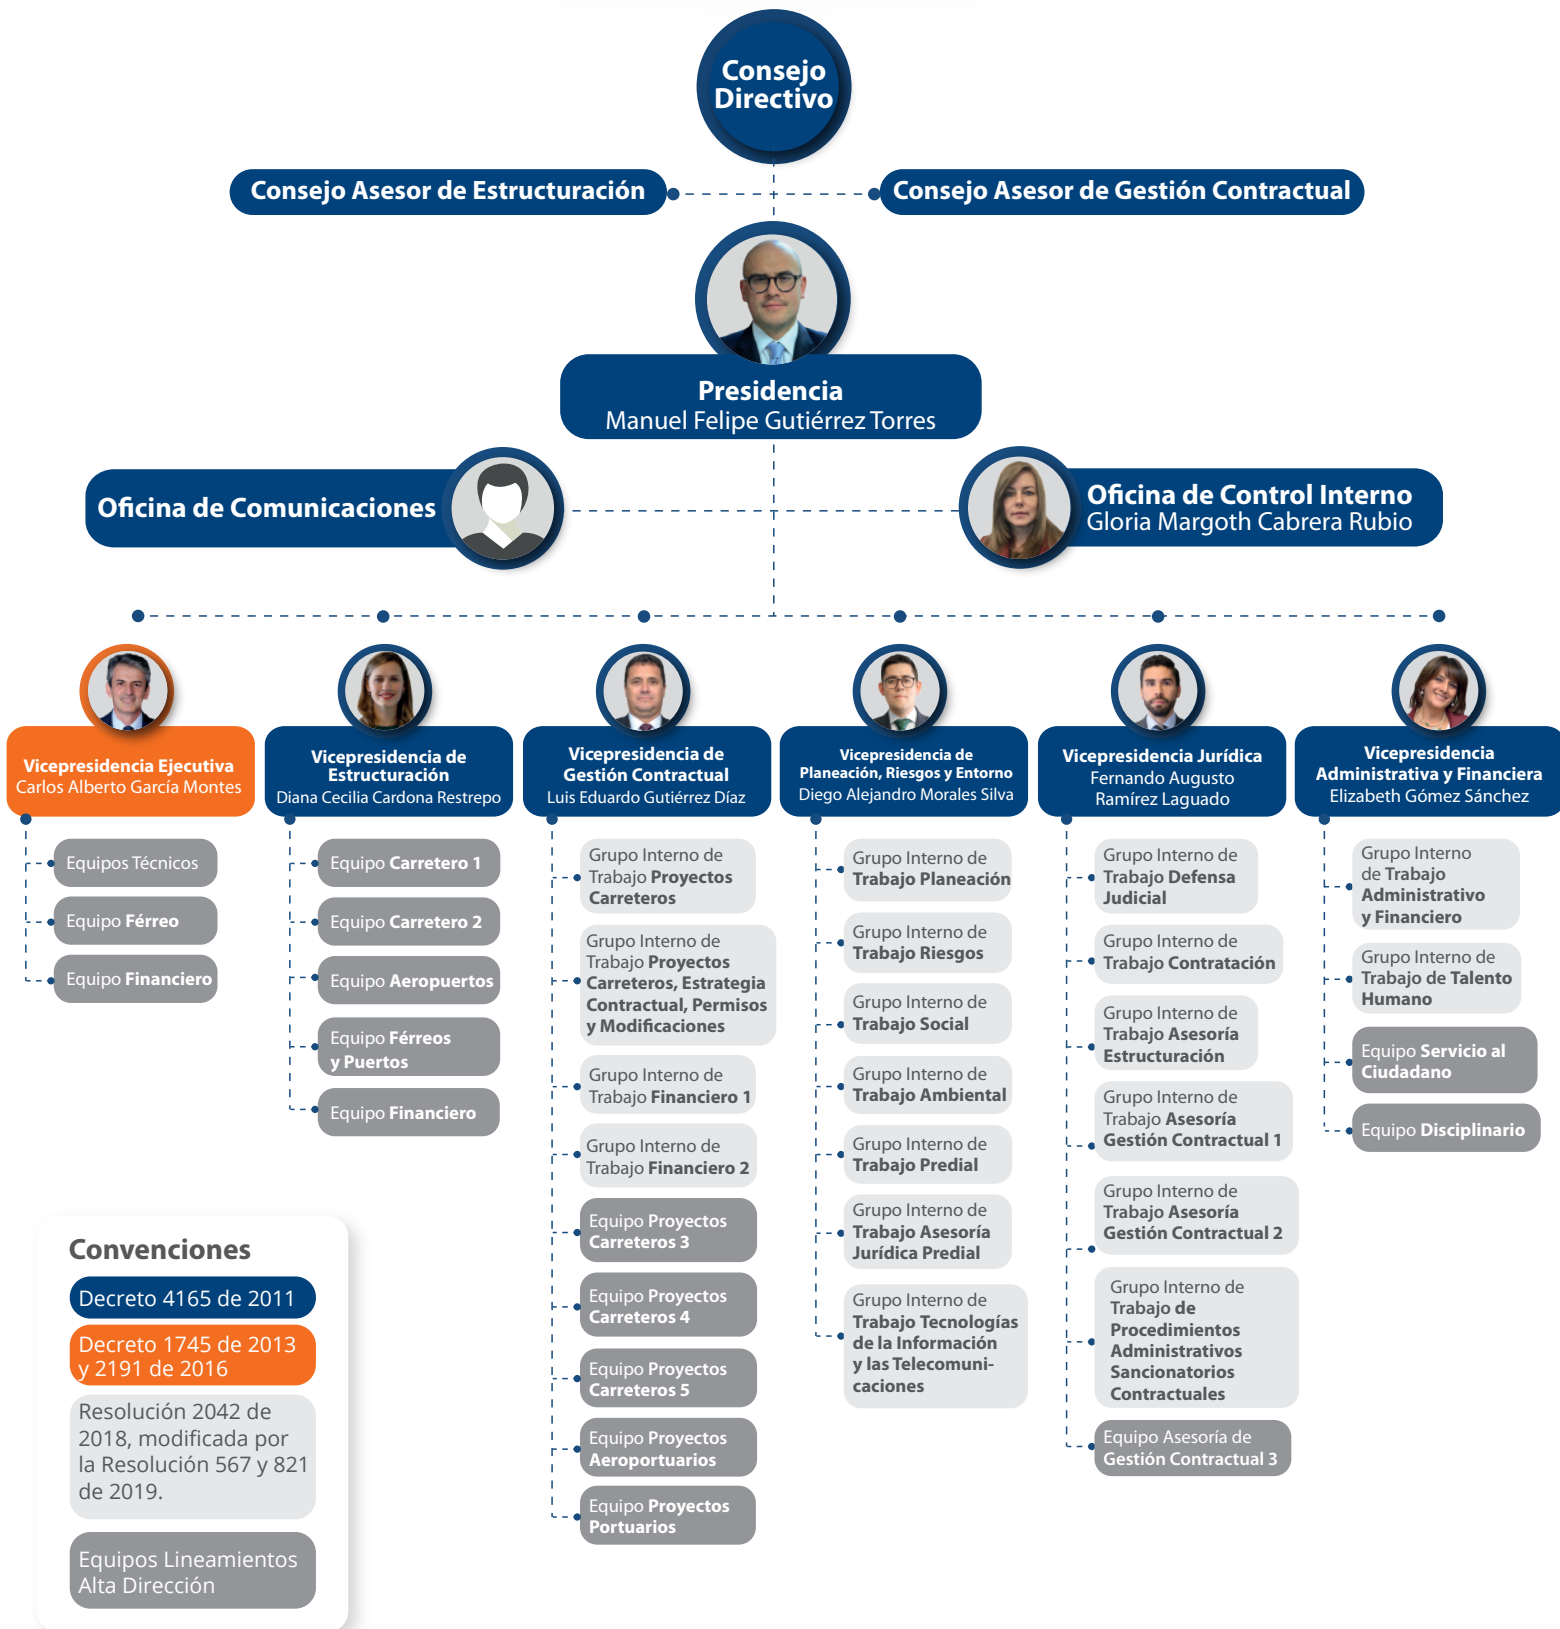 Consejo
Directivo
Consejo Asesor de Estructuración
Consejo Asesor de Gestión Contractual
Presidencia
Manuel Felipe Gutiérrez Torres
Oficina de Comunicaciones
Oficina de Control Interno
Gloria Margoth Cabrera Rubio
Vicepresidencia Ejecutiva
Carlos Alberto García Montes
Equipos Técnicos
Equipo Férreo
Equipo Financiero
Vicepresidencia de
Estructuración
Diana Cecilia Cardona Restrepo
Equipo Carretero 1
Equipo Carretero 2
Equipo Aeropuertos
Equipo Férreos
y Puertos
Equipo Financiero
Vicepresidencia de
Gestión Contractual
Luis Eduardo Gutiérrez Díaz
Grupo Interno de
Trabajo Proyectos
Carreteros
Grupo Interno de
Trabajo Proyectos
Carreteros, Estrategia
Contractual, Permisos
y Modificaciones
Grupo Interno de
Trabajo Financiero 1
Grupo Interno de
Trabajo Financiero 2
Equipo Proyectos
Carreteros 3
Equipo Proyectos
Carreteros 4
Equipo Proyectos
Carreteros 5
Equipo Proyectos
Aeroportuarios
Equipo Proyectos
Portuarios
Vicepresidencia de
Planeación, Riesgos y Entorno
Diego Alejandro Morales Silva
Grupo Interno de
Trabajo Planeación
Grupo Interno de
Trabajo Riesgos
Grupo Interno de
Trabajo Social
Grupo Interno de
Trabajo Ambiental
Grupo Interno de
Trabajo Predial
Grupo Interno de
Trabajo Asesoría
Jurídica Predial
Grupo Interno de
Trabajo Tecnologías
de la Información
y las Telecomuni-
caciones
Vicepresidencia Jurídica
Fernando Augusto
Ramírez Laguado
Grupo Interno de
Trabajo Defensa
Judicial
Grupo Interno de
Trabajo Contratación
Grupo Interno de
Trabajo Asesoría
Estructuración
Grupo Interno de
Trabajo Asesoría
Gestión Contractual 1
Grupo Interno de
Trabajo Asesoría
Gestión Contractual 2
Grupo Interno de
Trabajo de
Procedimientos
Administrativos
Sancionatorios
Contractuales
Equipo Asesoría de
Gestión Contractual 3
Vicepresidencia
Administrativa y Financiera
Elizabeth Gómez Sánchez
Grupo Interno
de Trabajo
Administrativo
y Financiero
Grupo Interno de
Trabajo de Talento
Humano
Equipo Servicio al
Ciudadano
Equipo Disciplinario
Convenciones
Decreto 4165 de 2011
Decreto 1745 de 2013
y 2191 de 2016
Resolución 2042 de
2018, modificada por
la Resolución 567 y 821
de 2019.
Equipos Lineamientos
Alta Dirección